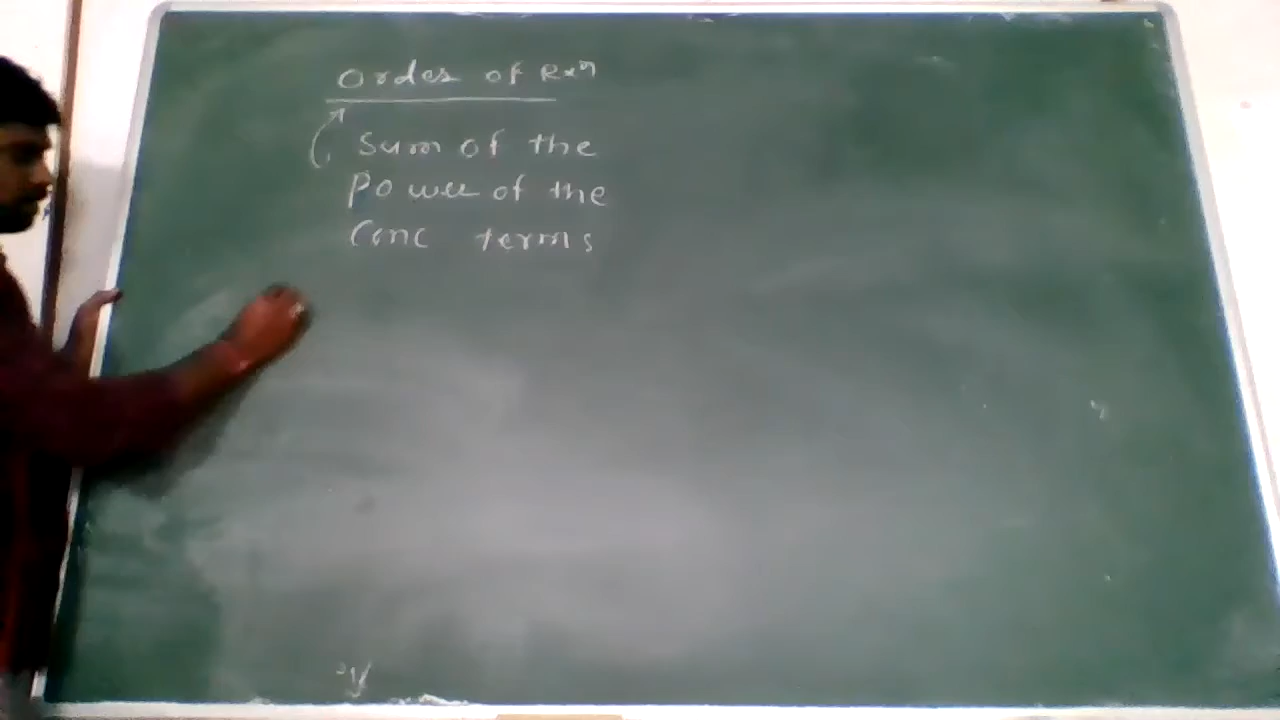 Order of Rxn
Sum of the
Power of the
Conc terms